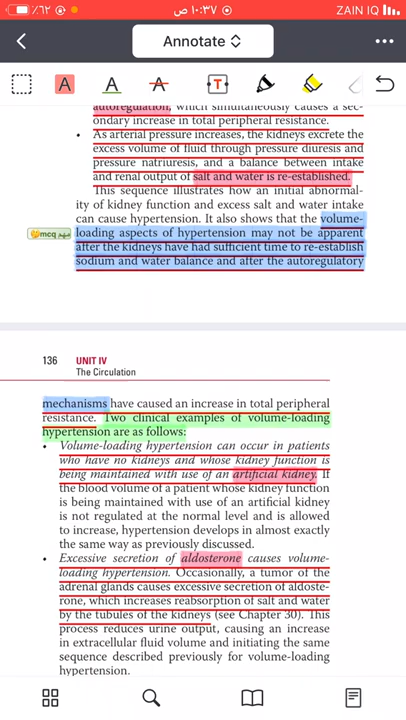 ٪٦٢ ١٠:٣٧ ص ZAIN IQ
Annotate
A A A T
autoregulation, which simultaneously causes a sec-
ondary increase in total peripheral resistance.
• As arterial pressure increases, the kidneys excrete the
excess volume of fluid through pressure diuresis and
pressure natriuresis, and a balance between intake
and renal output of salt and water is re-established.
This sequence illustrates how an initial abnormal-
ity of kidney function and excess salt and water intake
can cause hypertension. It also shows that the volume-
loading aspects of hypertension may not be apparent
after the kidneys have had sufficient time to re-establish
sodium and water balance and after the autoregulatory
mcq مهم
136 UNIT IV
The Circulation
mechanisms have caused an increase in total peripheral
resistance. Two clinical examples of volume-loading
hypertension are as follows:
• Volume-loading hypertension can occur in patients
who have no kidneys and whose kidney function is
being maintained with use of an artificial kidney. If
the blood volume of a patient whose kidney function
is being maintained with use of an artificial kidney
is not regulated at the normal level and is allowed
to increase, hypertension develops in almost exactly
the same way as previously discussed.
• Excessive secretion of aldosterone causes volume-
loading hypertension. Occasionally, a tumor of the
adrenal glands causes excessive secretion of aldoste-
rone, which increases reabsorption of salt and water
by the tubules of the kidneys (see Chapter 30). This
process reduces urine output, causing an increase
in extracellular fluid volume and initiating the same
sequence described previously for volume-loading
hypertension.